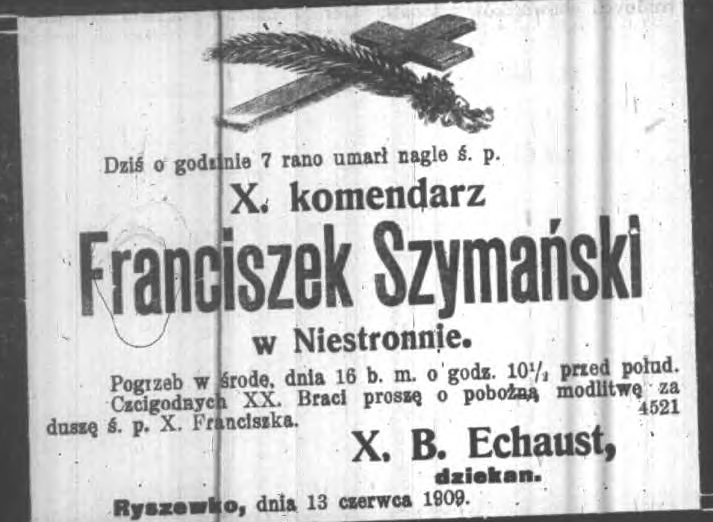 Dziś o godzinie 7 rano umarł nagle ś. p.
X. komendarz
Franciszek Szymański
w Niestronnie.
Pogrzeb w środę, dnia 16 b. m. o godz. 10¹/₂ przed połud.
Czcigodnych XX. Braci proszę o pobożną modlitwę za
duszę ś. p. X. Franciszka.
4521
X. B. Echaust,
dziekan.
Ryszewko, dnia 13 czerwca 1909.